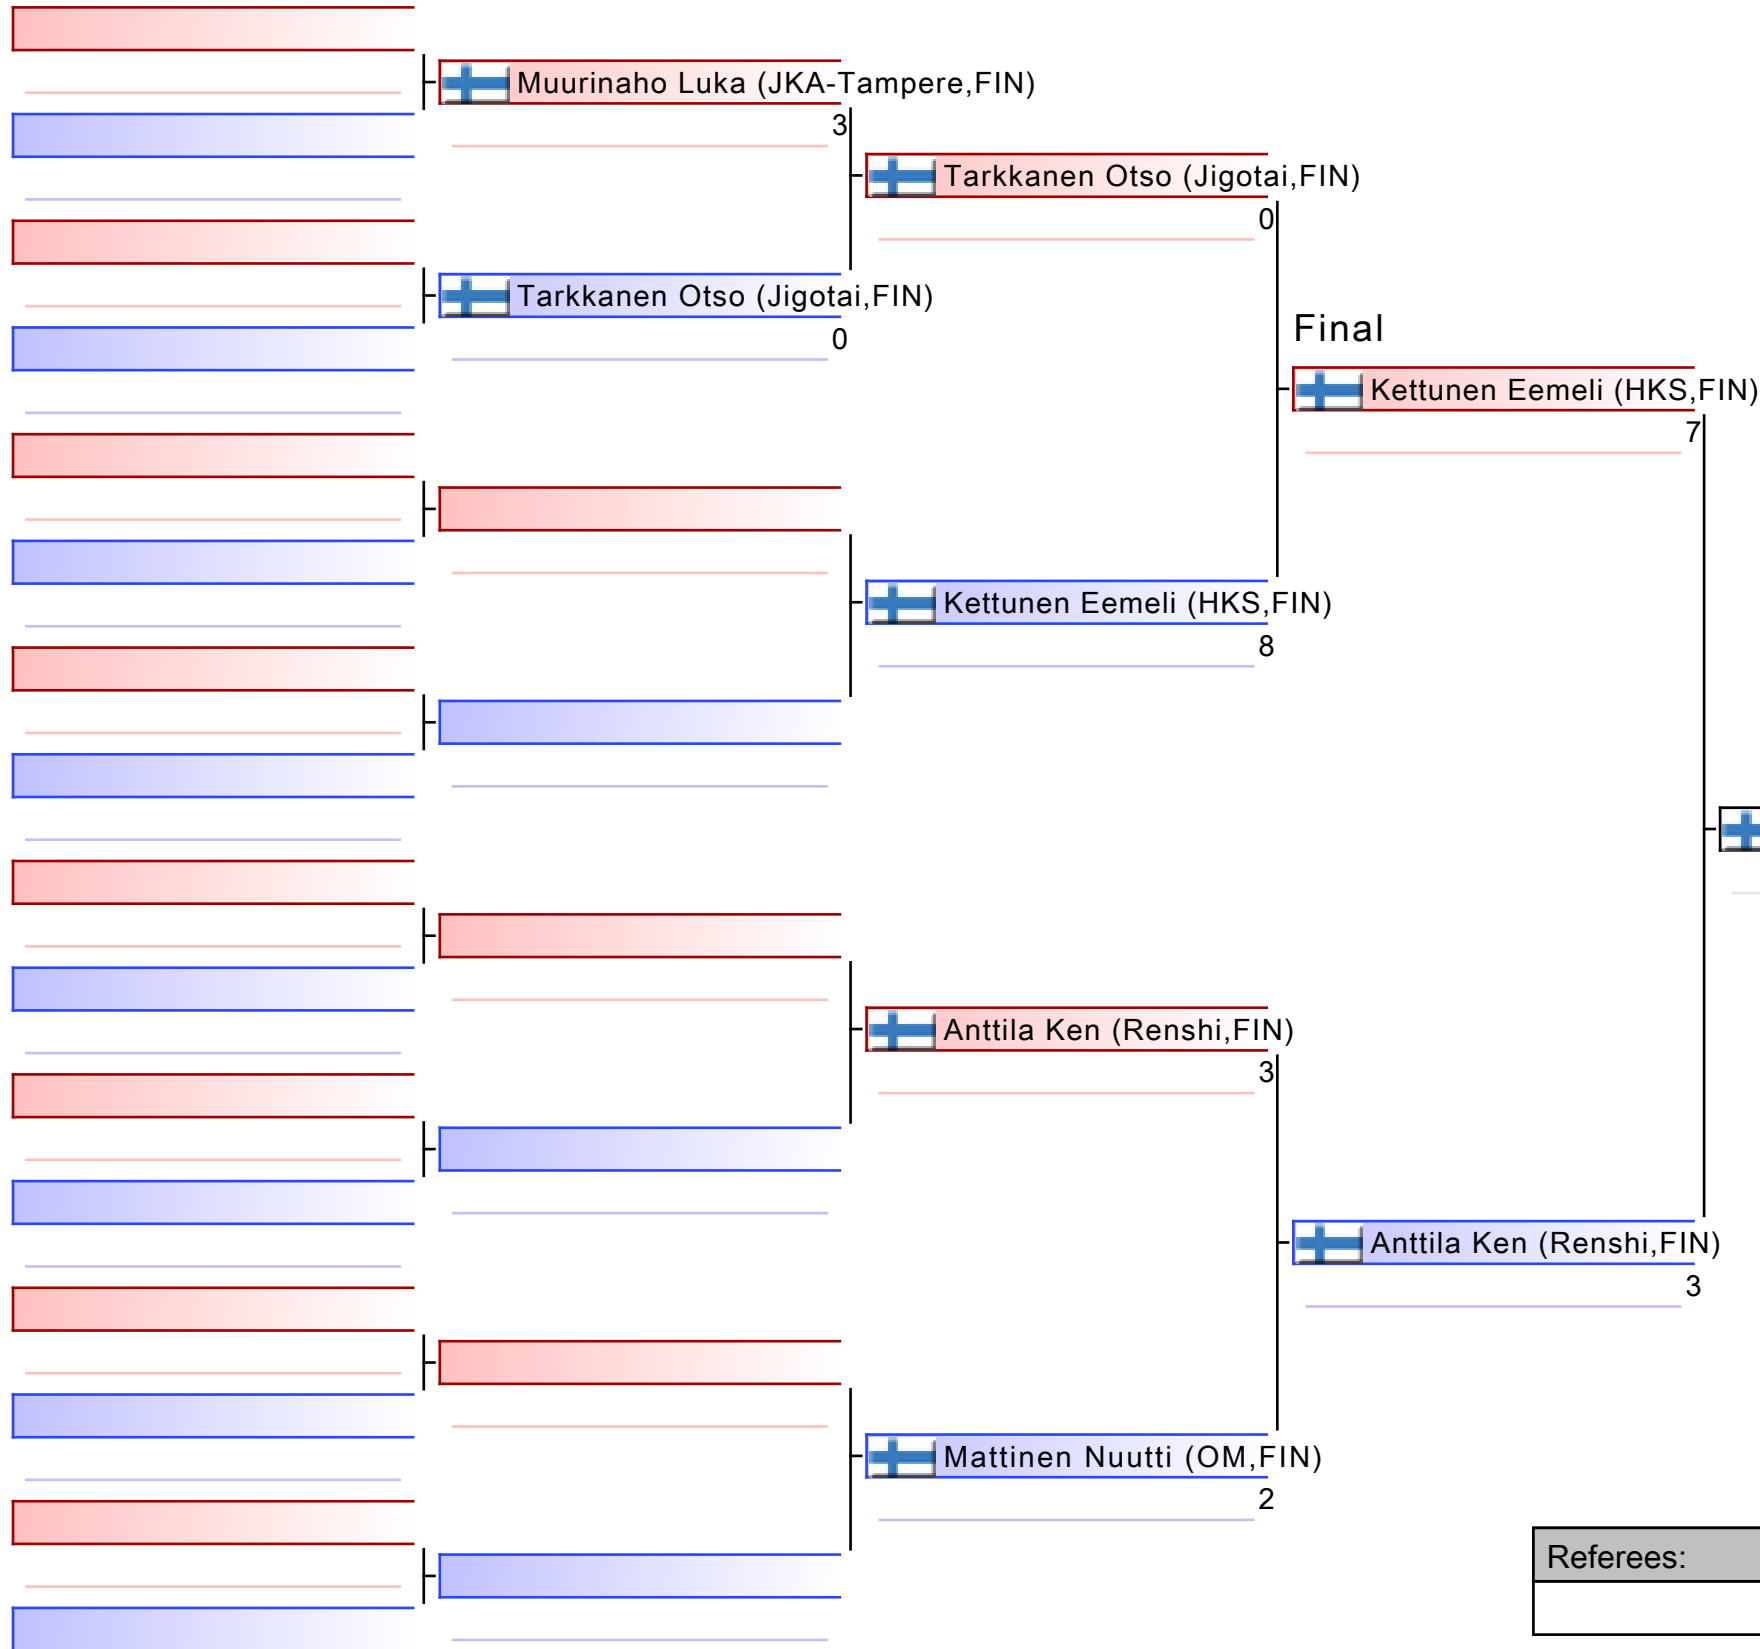 Muurinaho Luka (JKA-Tampere,FIN)
3
Tarkkanen Otso (Jigotai,FIN)
0
Tarkkanen Otso (Jigotai,FIN)
0
Final
Kettunen Eemeli (HKS,FIN)
7
Kettunen Eemeli (HKS,FIN)
8
Anttila Ken (Renshi,FIN)
3
Anttila Ken (Renshi,FIN)
3
Mattinen Nuutti (OM,FIN)
2
Referees: